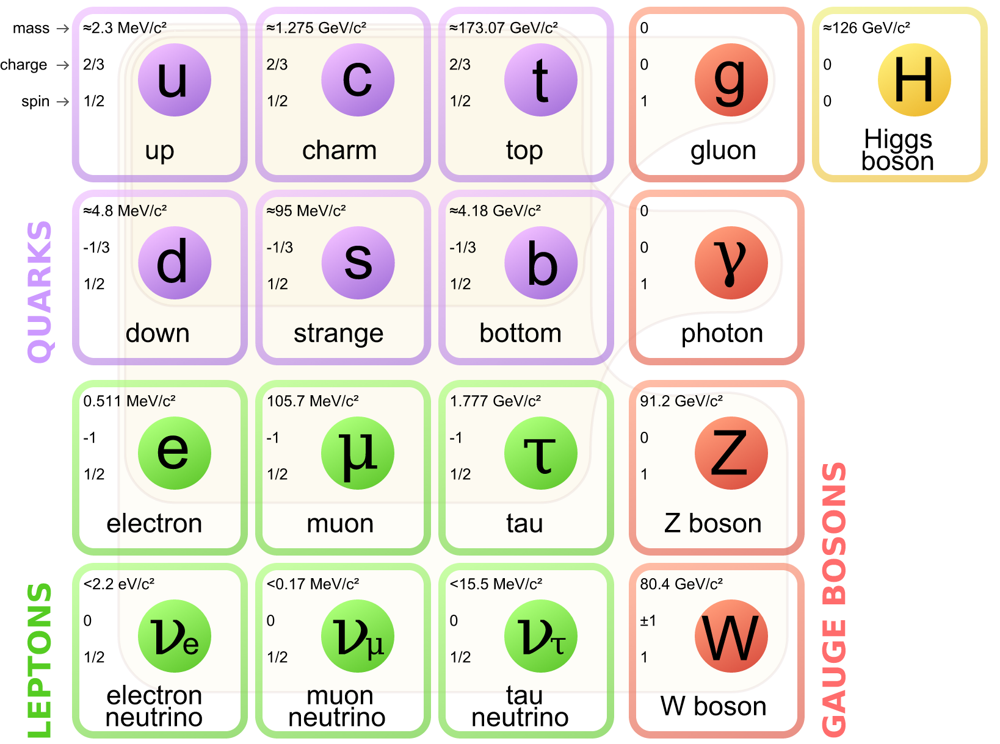 mass →
charge →
spin →
≈2.3 MeV/c²
2/3
1/2
u
up
≈1.275 GeV/c²
2/3
1/2
c
charm
≈173.07 GeV/c²
2/3
1/2
t
top
0
0
1
g
gluon
≈126 GeV/c²
0
0
H
Higgs
boson
QUARKS
≈4.8 MeV/c²
-1/3
1/2
d
down
≈95 MeV/c²
-1/3
1/2
s
strange
≈4.18 GeV/c²
-1/3
1/2
b
bottom
0
0
1
γ
photon
LEPTONS
0.511 MeV/c²
-1
1/2
e
electron
105.7 MeV/c²
-1
1/2
μ
muon
1.777 GeV/c²
-1
1/2
τ
tau
91.2 GeV/c²
0
1
Z
Z boson
<2.2 eV/c²
0
1/2
νe
electron
neutrino
<0.17 MeV/c²
0
1/2
νμ
muon
neutrino
<15.5 MeV/c²
0
1/2
ντ
tau
neutrino
80.4 GeV/c²
±1
1
W
W boson
GAUGE BOSONS